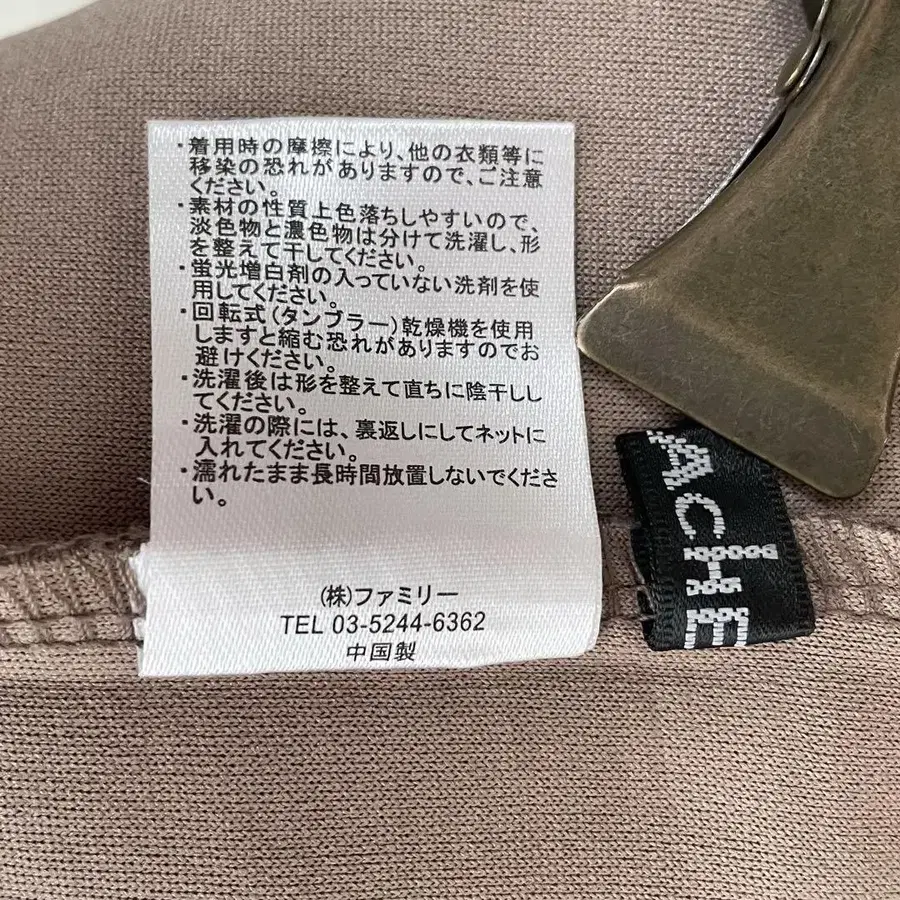 ・着用時の摩擦により、他の衣類等に
移染の恐れがありますので、ご注意
ください。
・素材の性質上色落ちしやすいので、
淡色物と濃色物は分けて洗濯し、形
を整えて干してください。
・蛍光増白剤の入っていない洗剤を使
用してください。
・回転式(タンブラー)乾燥機を使用
しますと縮む恐れがありますのでお
避けください。
・洗濯後は形を整えて直ちに陰干しし
てください。
・洗濯の際には、裏返しにしてネットに
入れてください。
・濡れたまま長時間放置しないでくださ
い。
(株)ファミリー
TEL 03-5244-6362
中国製